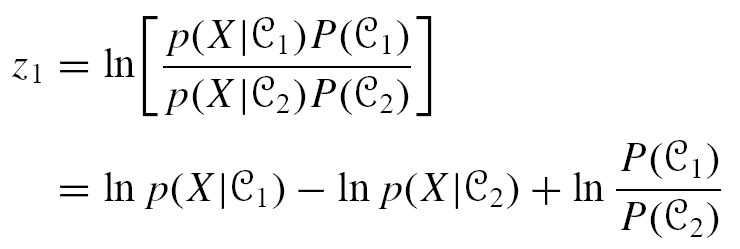 z₁ = ln[p(X|𝒞₁)P(𝒞₁) / p(X|𝒞₂)P(𝒞₂)]
= ln p(X|𝒞₁) − ln p(X|𝒞₂) + ln P(𝒞₁)/P(𝒞₂)